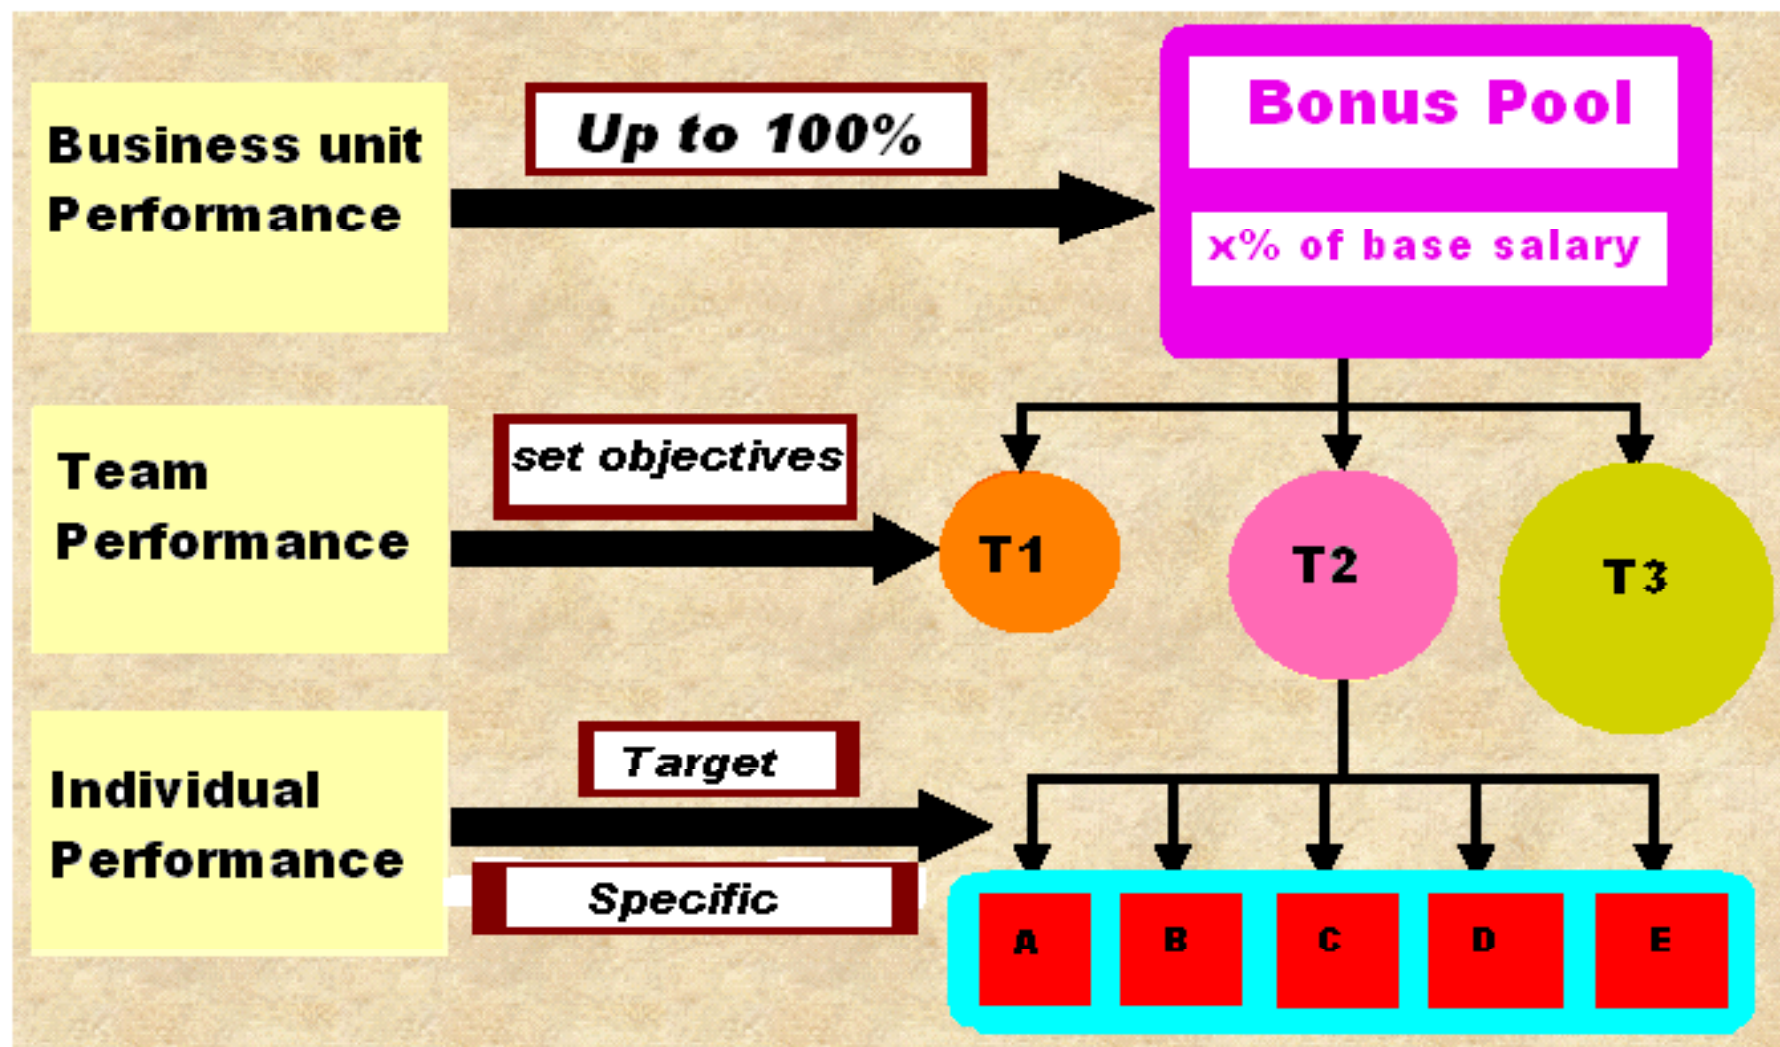 Business unit
Performance
Up to 100%
Bonus Pool
x% of base salary
Team
Performance
set objectives
T1
T2
T3
Individual
Performance
Target
Specific
A
B
C
D
E